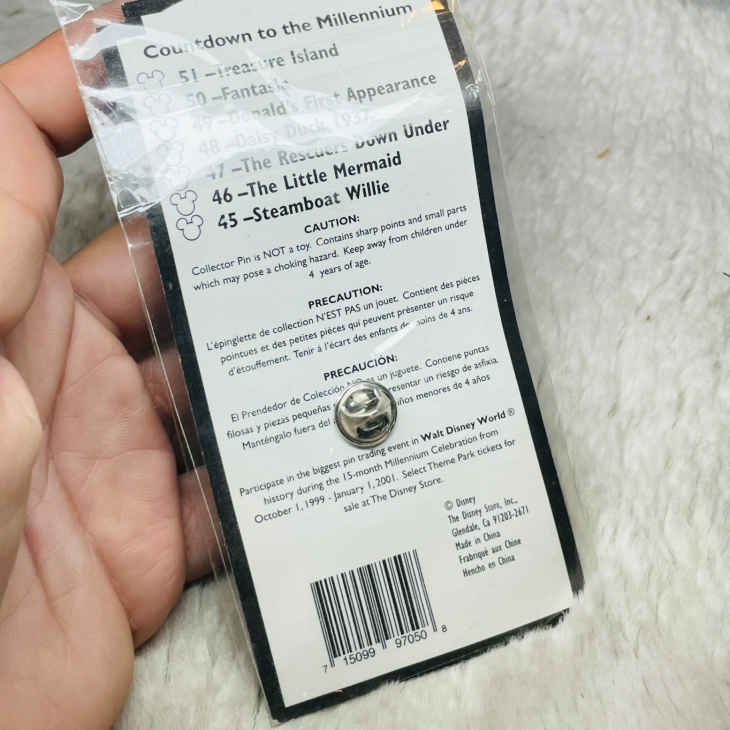 Countdown to the Millennium
51 –Treasure Island
50 –Fantasia
49 –Donald's First Appearance
48 –Daisy Duck 1937
47 –The Rescuers Down Under
46 –The Little Mermaid
45 –Steamboat Willie
CAUTION:
Collector Pin is NOT a toy. Contains sharp points and small parts
which may pose a choking hazard. Keep away from children under
4 years of age.
PRECAUTION:
L'épinglette de collection N'EST PAS un jouet. Contient des pièces
pointues et des petites pièces qui peuvent présenter un risque
d'étouffement. Tenir à l'écart des enfants de moins de 4 ans.
PRECAUCIÓN:
El Prendedor de Colección NO es un juguete. Contiene puntas
filosas y piezas pequeñas presentar un riesgo de asfixia.
Manténgalo fuera del años menores de 4 años
Participate in the biggest pin trading event in Walt Disney World®
history during the 15-month Millennium Celebration from
October 1, 1999 - January 1, 2001. Select Theme Park tickets for
sale at The Disney Store.
© Disney
The Disney Store, Inc.,
Glendale, Ca 91203-2671
Made in China
Frabriqué aux Chine
Hencho en China
7 15099 97050 8